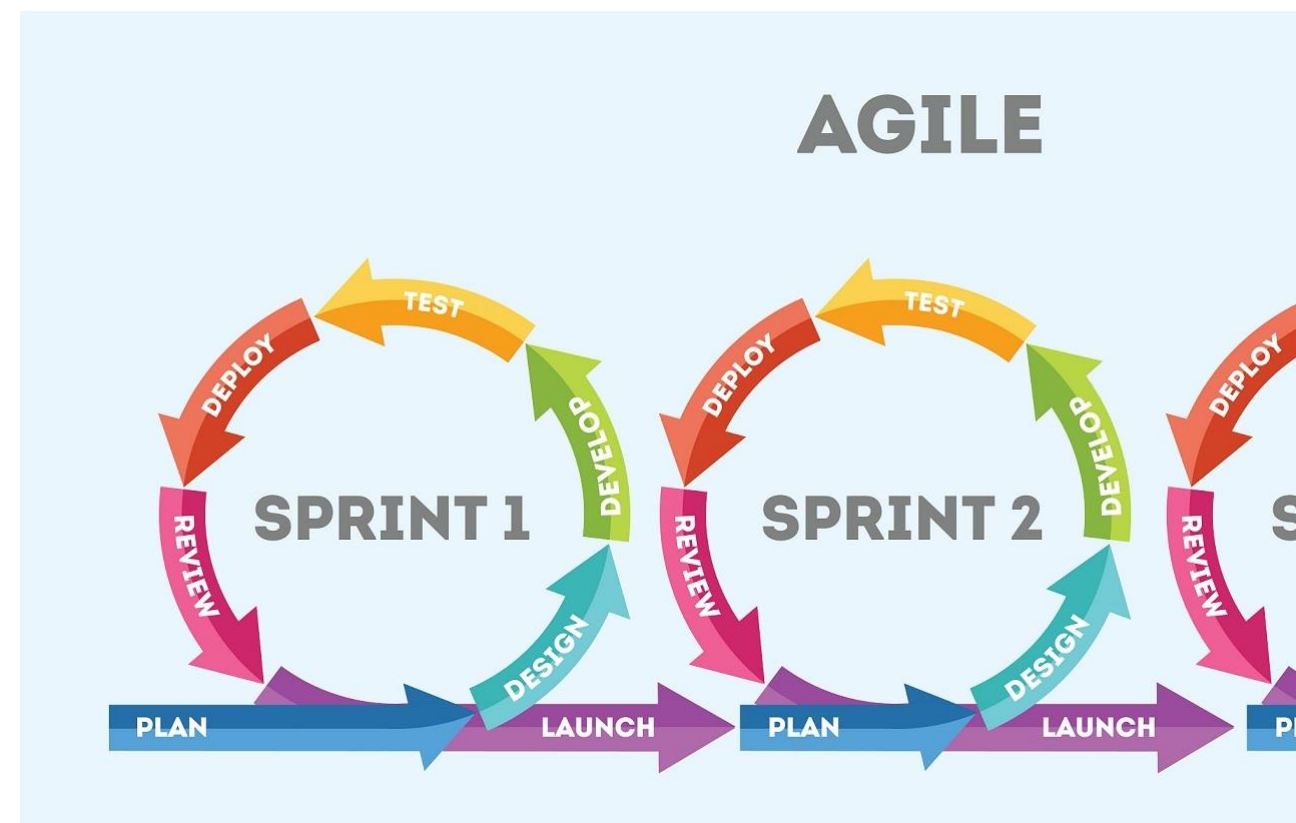 AGILE
TEST
TEST
DEPLOY
DEPLOY
DEPLOY
DEVELOP
DEVELOP
SPRINT 1
SPRINT 2
S
REVIEW
REVIEW
REVIEW
DESIGN
DESIGN
PLAN
LAUNCH
PLAN
LAUNCH
PL